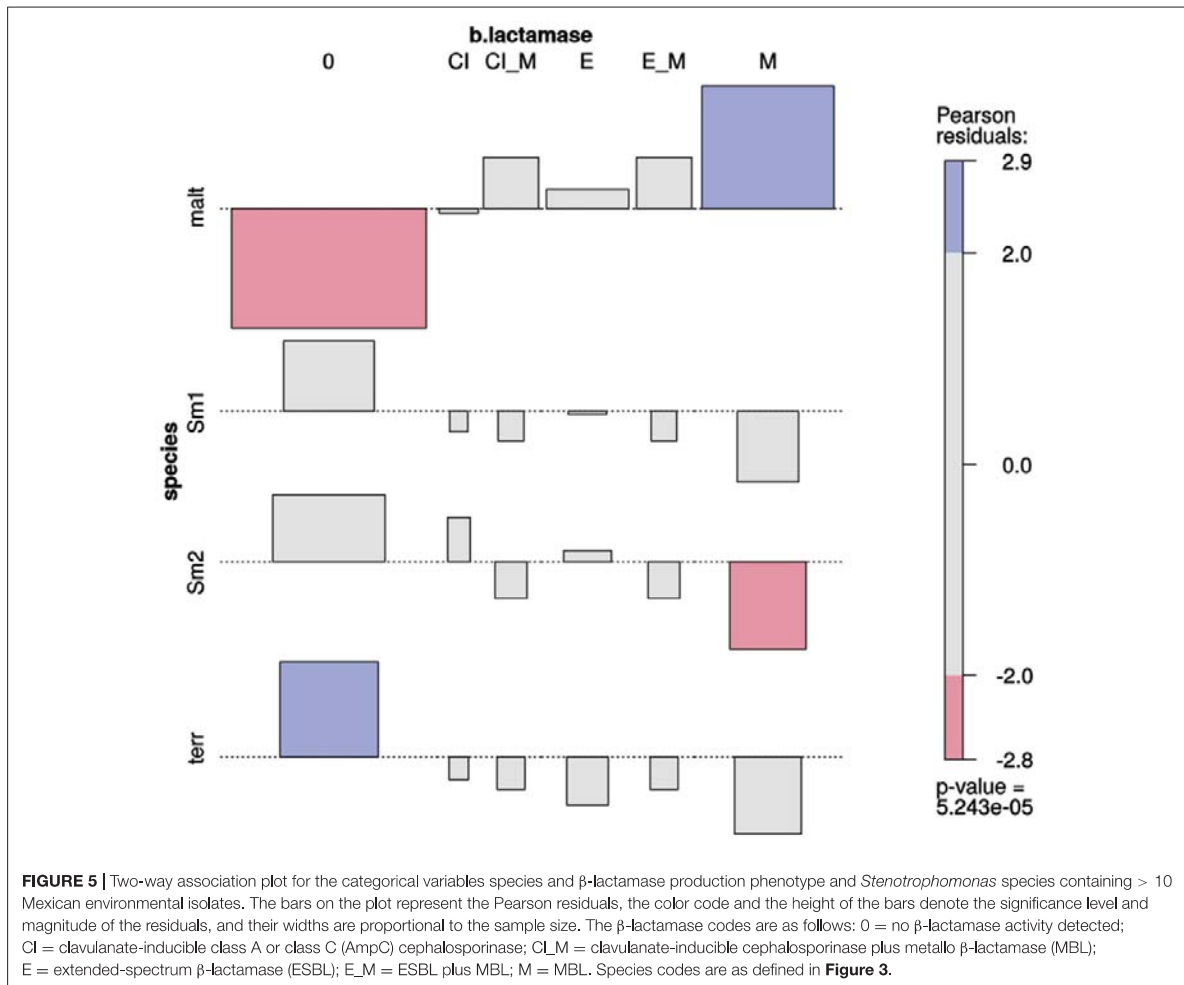 b.lactamase
0 CI CI_M E E_M M
species
malt
Sm1
Sm2
terr
Pearson
residuals:
2.9
2.0
0.0
-2.0
-2.8
p-value =
5.243e-05
FIGURE 5 | Two-way association plot for the categorical variables species and β-lactamase production phenotype and Stenotrophomonas species containing > 10
Mexican environmental isolates. The bars on the plot represent the Pearson residuals, the color code and the height of the bars denote the significance level and
magnitude of the residuals, and their widths are proportional to the sample size. The β-lactamase codes are as follows: 0 = no β-lactamase activity detected;
CI = clavulanate-inducible class A or class C (AmpC) cephalosporinase; CI_M = clavulanate-inducible cephalosporinase plus metallo β-lactamase (MBL);
E = extended-spectrum β-lactamase (ESBL); E_M = ESBL plus MBL; M = MBL. Species codes are as defined in Figure 3.